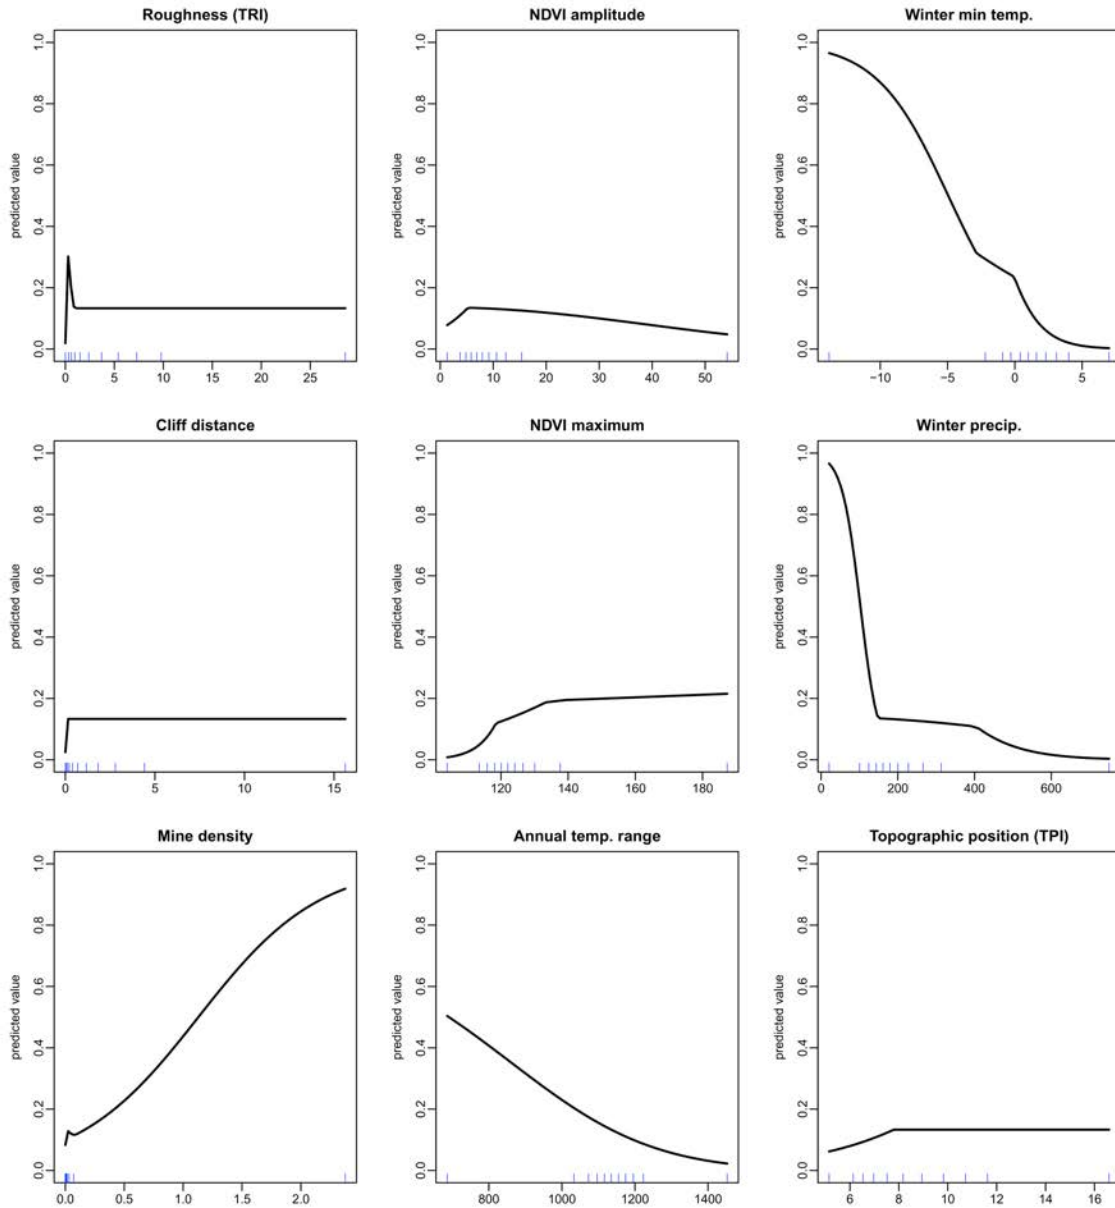 Roughness (TRI)
predicted value
0.0 0.2 0.4 0.6 0.8 1.0
0 5 10 15 20 25
NDVI amplitude
predicted value
0.0 0.2 0.4 0.6 0.8 1.0
0 10 20 30 40 50
Winter min temp.
predicted value
0.0 0.2 0.4 0.6 0.8 1.0
−10 −5 0 5
Cliff distance
predicted value
0.0 0.2 0.4 0.6 0.8 1.0
0 5 10 15
NDVI maximum
predicted value
0.0 0.2 0.4 0.6 0.8 1.0
120 140 160 180
Winter precip.
predicted value
0.0 0.2 0.4 0.6 0.8 1.0
0 200 400 600
Mine density
predicted value
0.0 0.2 0.4 0.6 0.8 1.0
0.0 0.5 1.0 1.5 2.0
Annual temp. range
predicted value
0.0 0.2 0.4 0.6 0.8 1.0
800 1000 1200 1400
Topographic position (TPI)
predicted value
0.0 0.2 0.4 0.6 0.8 1.0
6 8 10 12 14 16